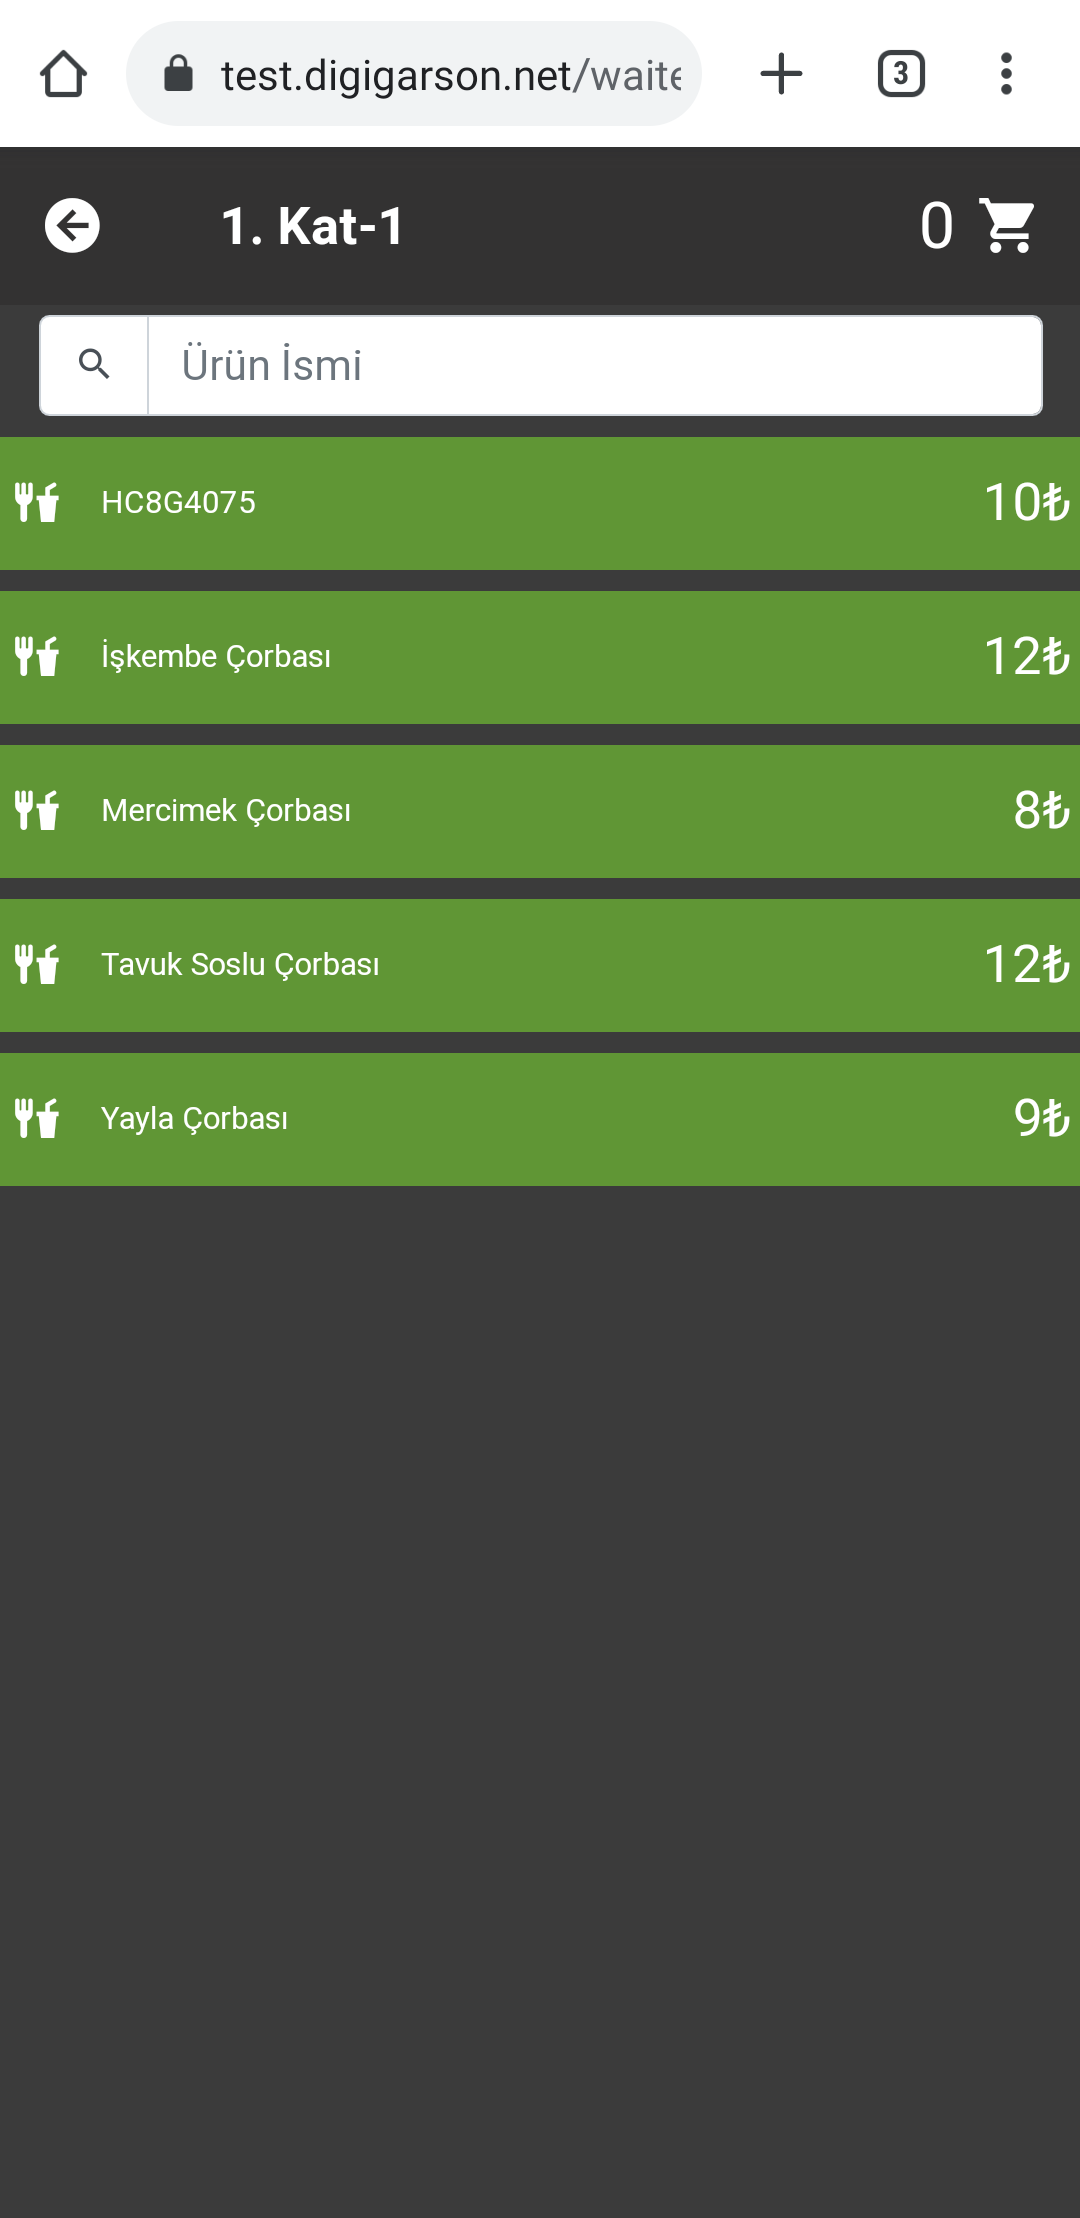 test.digigarson.net/waite
3
1. Kat-1
0
Ürün İsmi
HC8G4075
10₺
İşkembe Çorbası
12₺
Mercimek Çorbası
8₺
Tavuk Soslu Çorbası
12₺
Yayla Çorbası
9₺